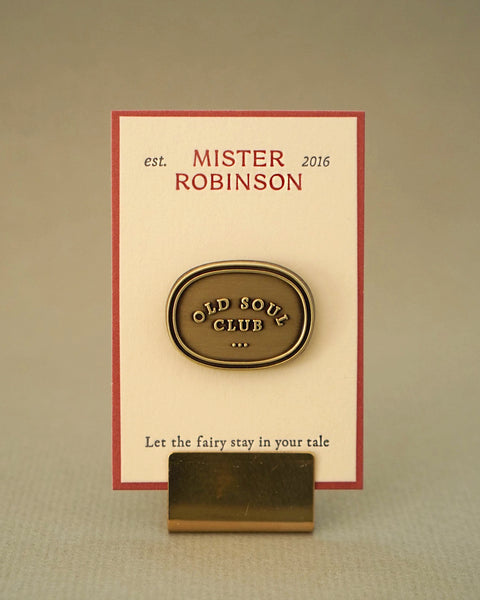 est. MISTER 2016
ROBINSON
OLD SOUL
CLUB
...
Let the fairy stay in your tale